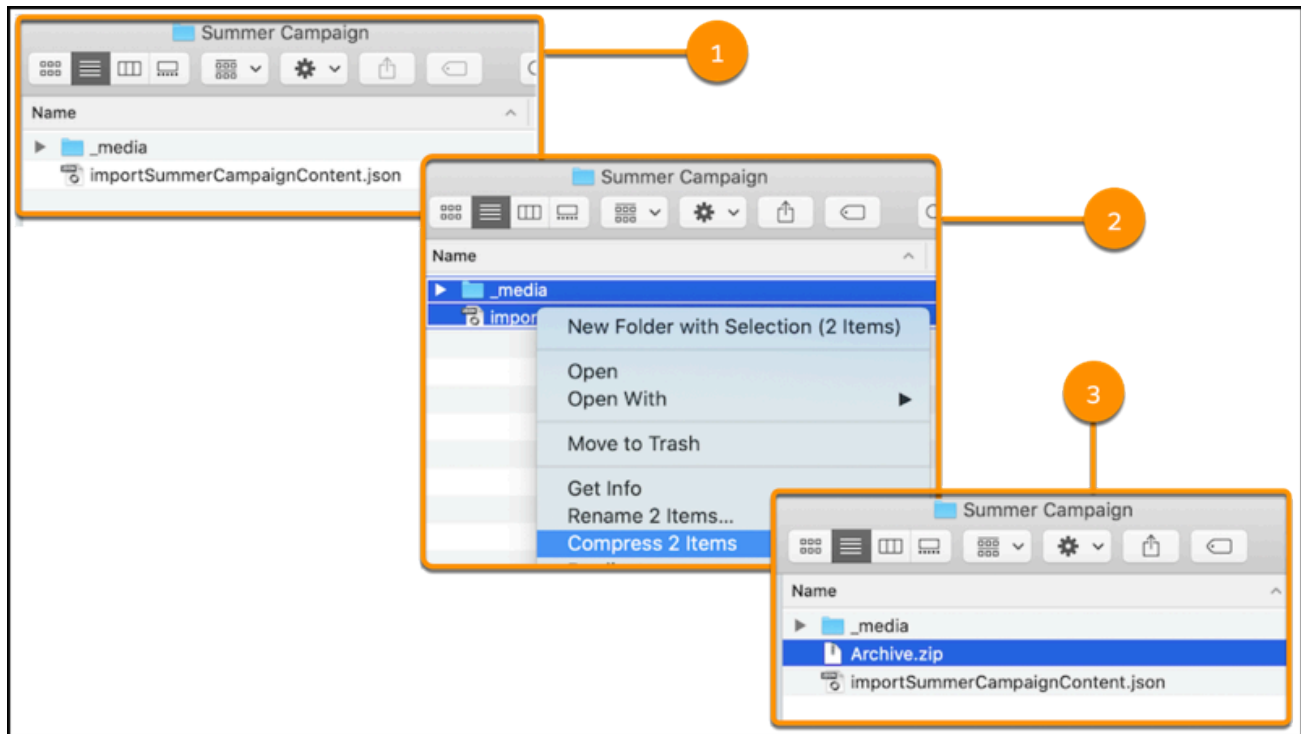 Summer Campaign
1
Name
_media
importSummerCampaignContent.json
Summer Campaign
2
Name
_media
impor
New Folder with Selection (2 Items)
Open
Open With
Move to Trash
Get Info
Rename 2 Items...
Compress 2 Items
3
Summer Campaign
Name
_media
Archive.zip
importSummerCampaignContent.json